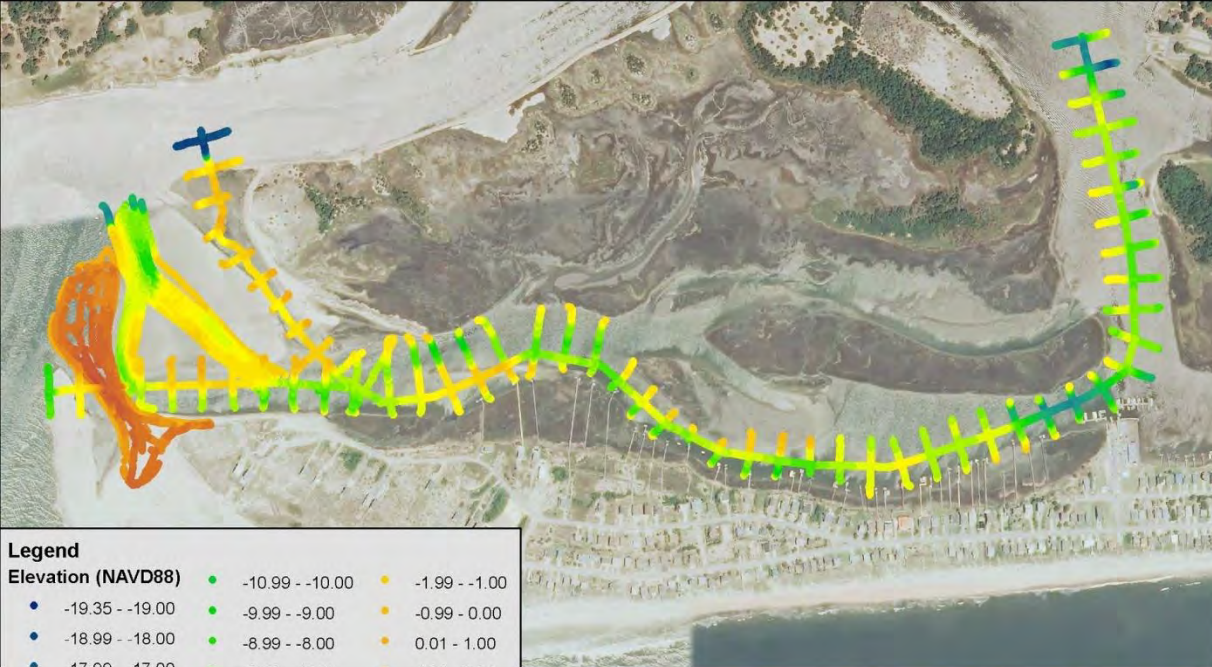 Legend
Elevation (NAVD88)
-19.35 - -19.00
-18.99 - -18.00
-10.99 - -10.00
-9.99 - -9.00
-8.99 - -8.00
-1.99 - -1.00
-0.99 - 0.00
0.01 - 1.00